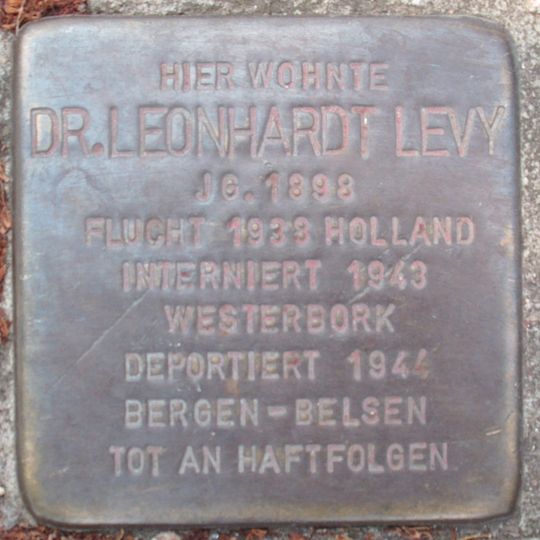 HIER WOHNTE
DR. LEONHARDT LEVY
JG. 1898
FLUCHT 1938 HOLLAND
INTERNIERT 1943
WESTERBORK
DEPORTIERT 1944
BERGEN-BELSEN
TOT AN HAFTFOLGEN